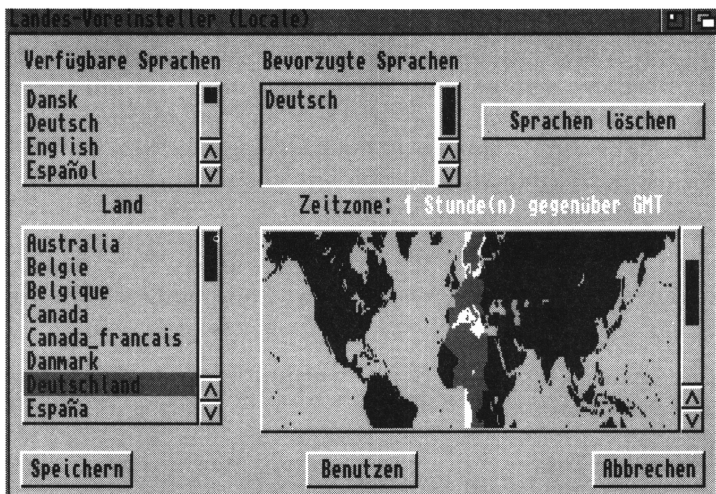 Landes-Voreinsteller (Locale)
Verfügbare Sprachen
Bevorzugte Sprachen
Dansk
Deutsch
English
Español
Deutsch
Sprachen löschen
Land
Zeitzone: 1 Stunde(n) gegenüber GMT
Australia
Belgie
Belgique
Canada
Canada_francais
Danmark
Deutschland
España
Speichern
Benutzen
Abbrechen